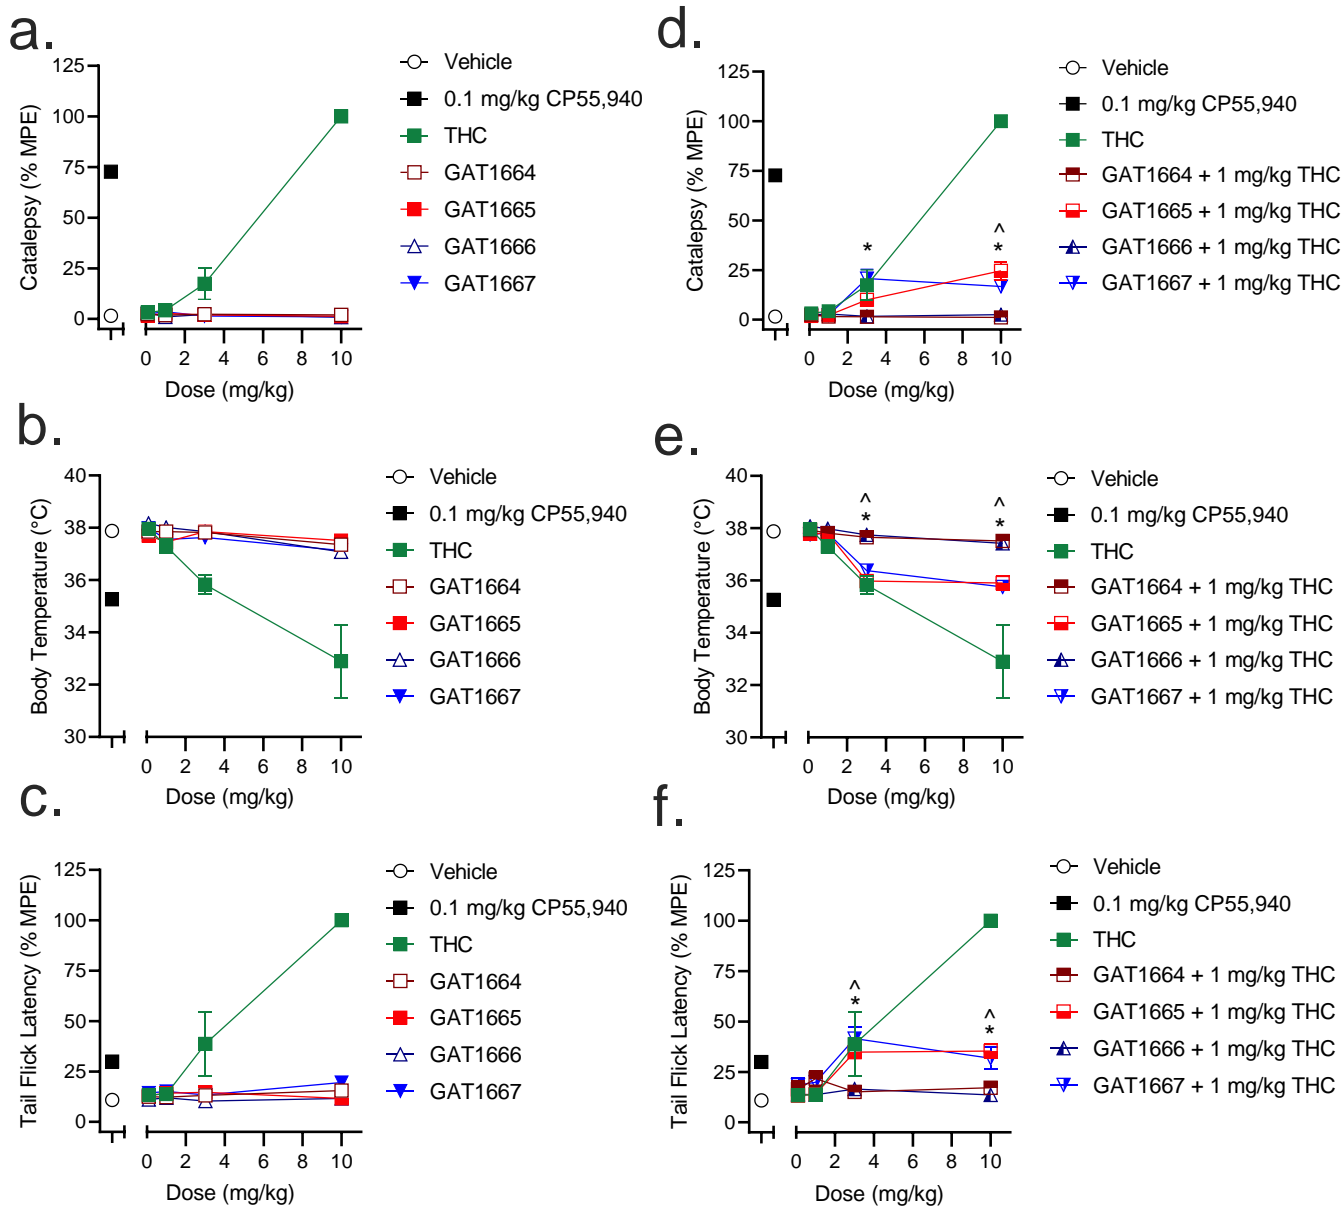 a.
125
100
75
50
25
0
Catalepsy (% MPE)
0 2 4 6 8 10
Dose (mg/kg)
Vehicle
0.1 mg/kg CP55,940
THC
GAT1664
GAT1665
GAT1666
GAT1667
d.
125
100
75
50
25
0
Catalepsy (% MPE)
*
^
*
0 2 4 6 8 10
Dose (mg/kg)
Vehicle
0.1 mg/kg CP55,940
THC
GAT1664 + 1 mg/kg THC
GAT1665 + 1 mg/kg THC
GAT1666 + 1 mg/kg THC
GAT1667 + 1 mg/kg THC
b.
40
38
36
34
32
30
Body Temperature (°C)
0 2 4 6 8 10
Dose (mg/kg)
Vehicle
0.1 mg/kg CP55,940
THC
GAT1664
GAT1665
GAT1666
GAT1667
e.
40
38
36
34
32
30
Body Temperature (°C)
^
*
^
*
0 2 4 6 8 10
Dose (mg/kg)
Vehicle
0.1 mg/kg CP55,940
THC
GAT1664 + 1 mg/kg THC
GAT1665 + 1 mg/kg THC
GAT1666 + 1 mg/kg THC
GAT1667 + 1 mg/kg THC
c.
125
100
75
50
25
0
Tail Flick Latency (% MPE)
0 2 4 6 8 10
Dose (mg/kg)
Vehicle
0.1 mg/kg CP55,940
THC
GAT1664
GAT1665
GAT1666
GAT1667
f.
125
100
75
50
25
0
Tail Flick Latency (% MPE)
^
*
^
*
0 2 4 6 8 10
Dose (mg/kg)
Vehicle
0.1 mg/kg CP55,940
THC
GAT1664 + 1 mg/kg THC
GAT1665 + 1 mg/kg THC
GAT1666 + 1 mg/kg THC
GAT1667 + 1 mg/kg THC